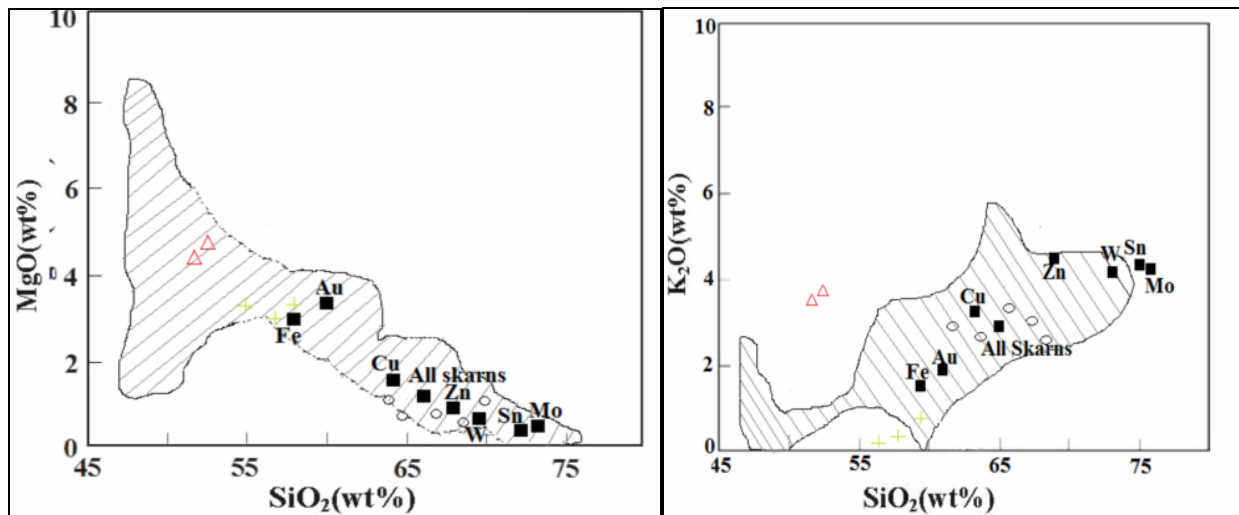 10
8
6
4
2
0
MgO(wt%)
Au
Fe
Cu
All skarns
Zn
W
Sn
Mo
45
55
65
75
SiO₂(wt%)
10
8
6
4
2
0
K₂O(wt%)
Zn
W
Sn
Mo
Cu
All Skarns
Fe
Au
45
55
65
75
SiO₂(wt%)